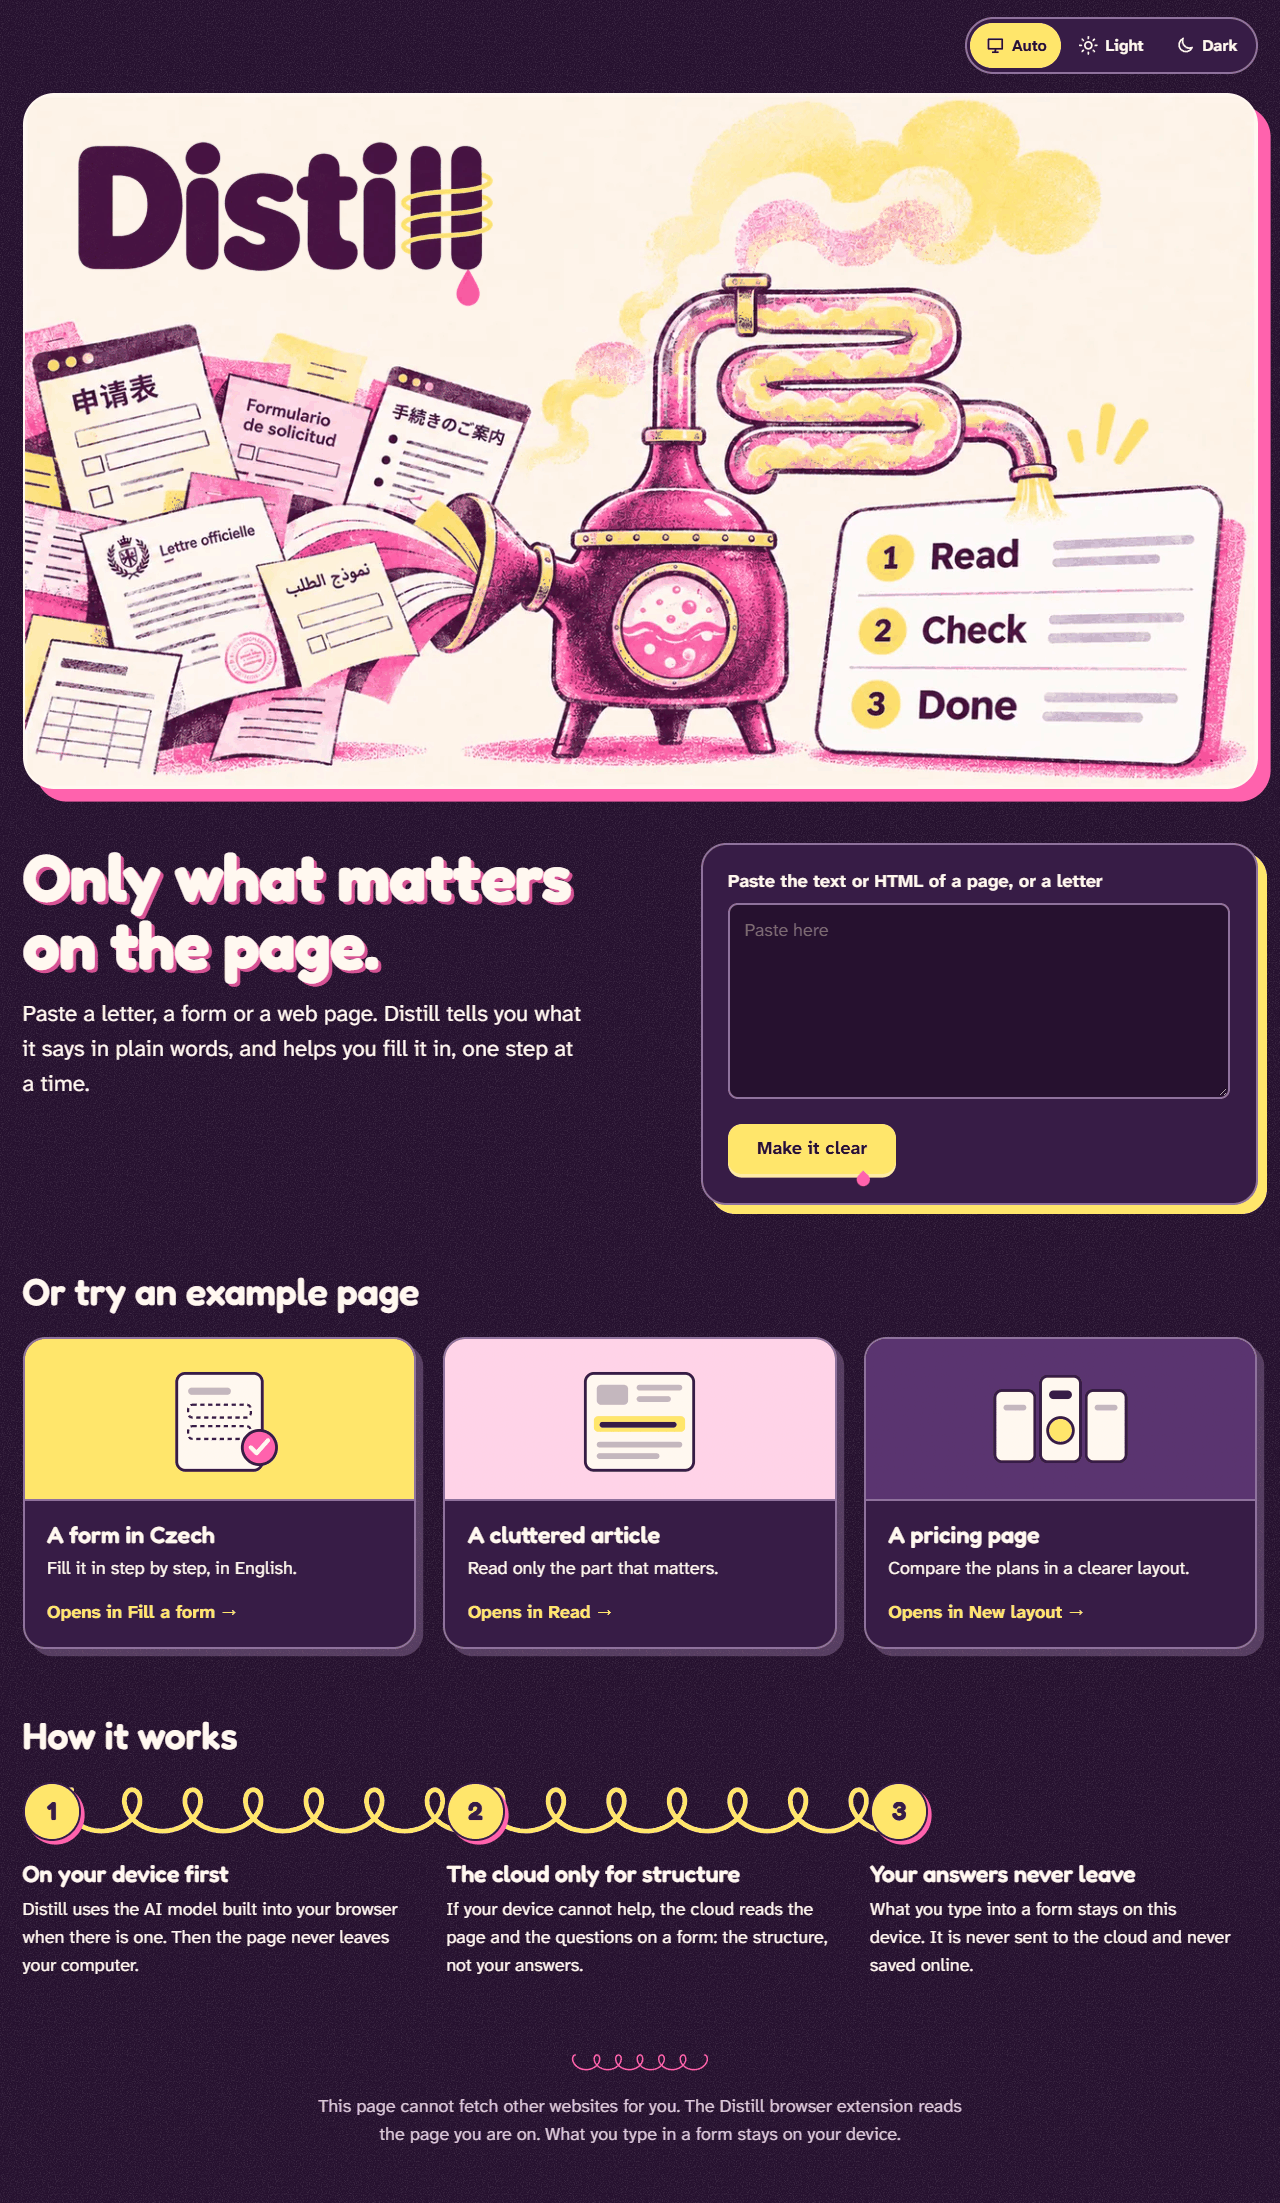 Auto
Light
Dark
Distill
申请表
Formulario
de solicitud
手続きのご案内
Lettre officielle
نموذج الطلب
1 Read
2 Check
3 Done
Only what matters
on the page.
Paste a letter, a form or a web page. Distill tells you what
it says in plain words, and helps you fill it in, one step at
a time.
Paste the text or HTML of a page, or a letter
Paste here
Make it clear
Or try an example page
A form in Czech
Fill it in step by step, in English.
Opens in Fill a form →
A cluttered article
Read only the part that matters.
Opens in Read →
A pricing page
Compare the plans in a clearer layout.
Opens in New layout →
How it works
1
On your device first
Distill uses the AI model built into your browser
when there is one. Then the page never leaves
your computer.
2
The cloud only for structure
If your device cannot help, the cloud reads the
page and the questions on a form: the structure,
not your answers.
3
Your answers never leave
What you type into a form stays on this
device. It is never sent to the cloud and never
saved online.
This page cannot fetch other websites for you. The Distill browser extension reads
the page you are on. What you type in a form stays on your device.